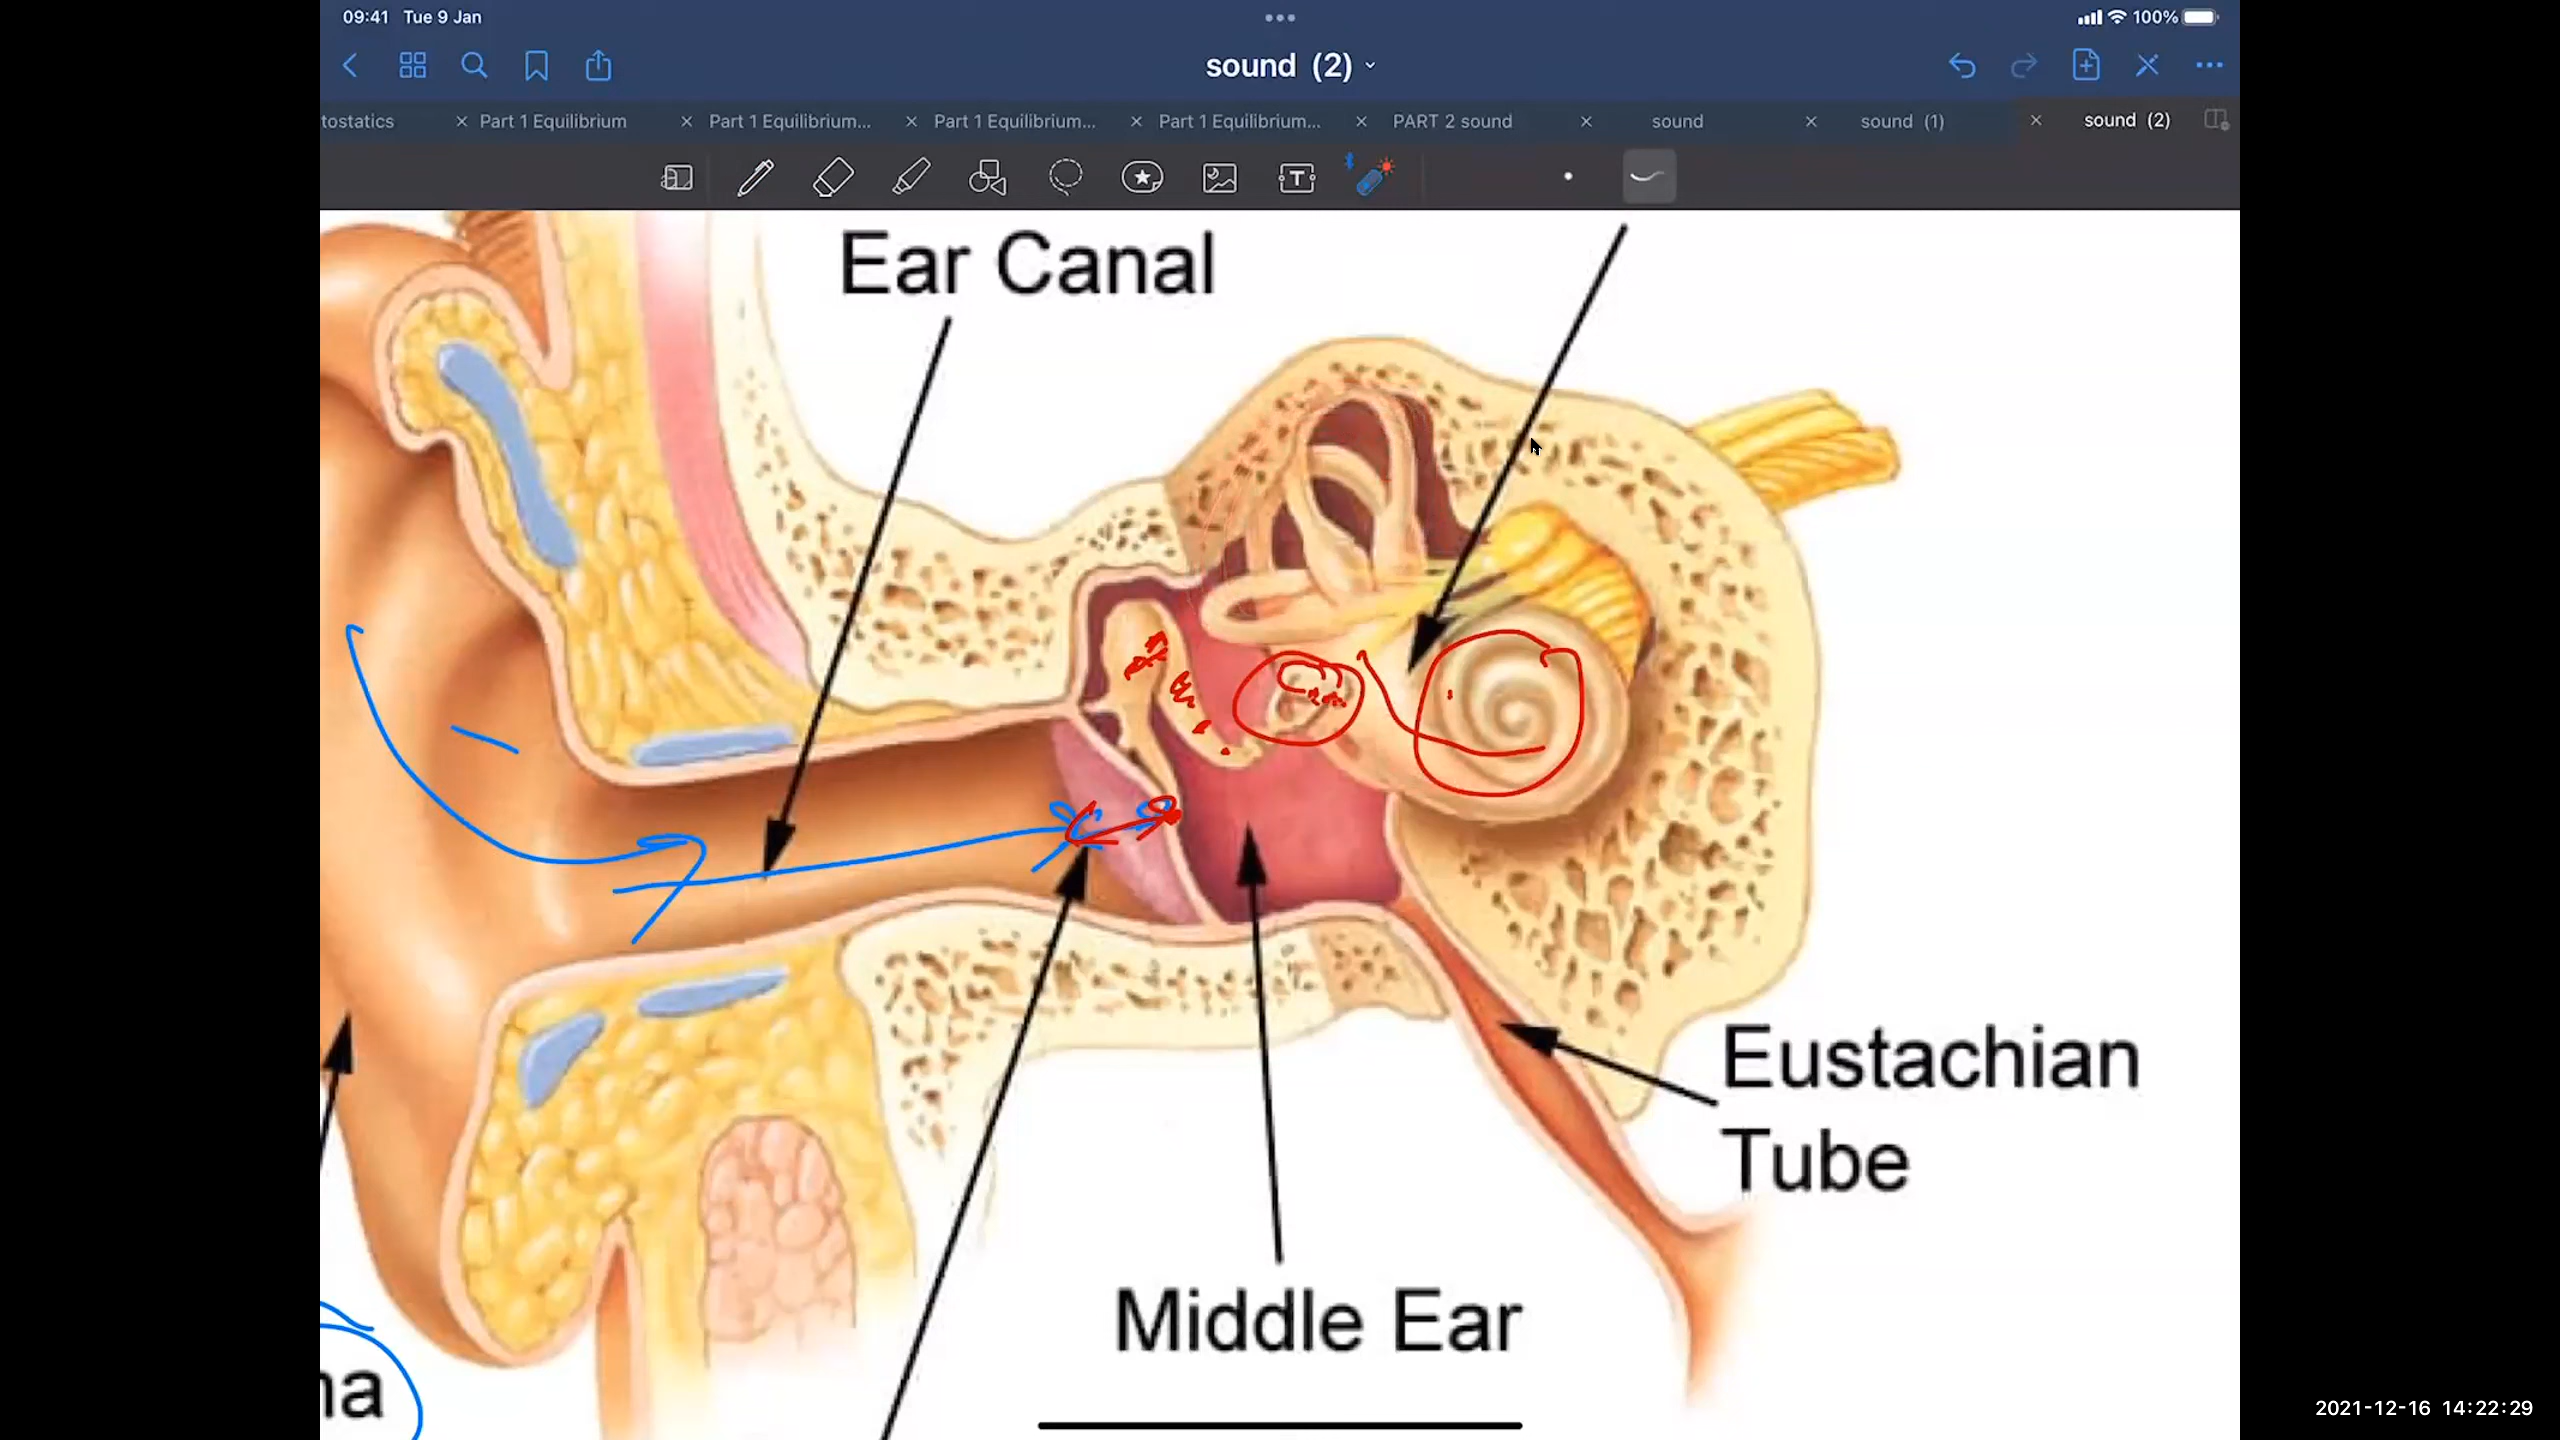 09:41 Tue 9 Jan
100%
sound (2)
tostatics
Part 1 Equilibrium
Part 1 Equilibrium...
Part 1 Equilibrium...
Part 1 Equilibrium...
PART 2 sound
sound
sound (1)
sound (2)
Ear Canal
Eustachian
Tube
Middle Ear
na
2021-12-16 14:22:29